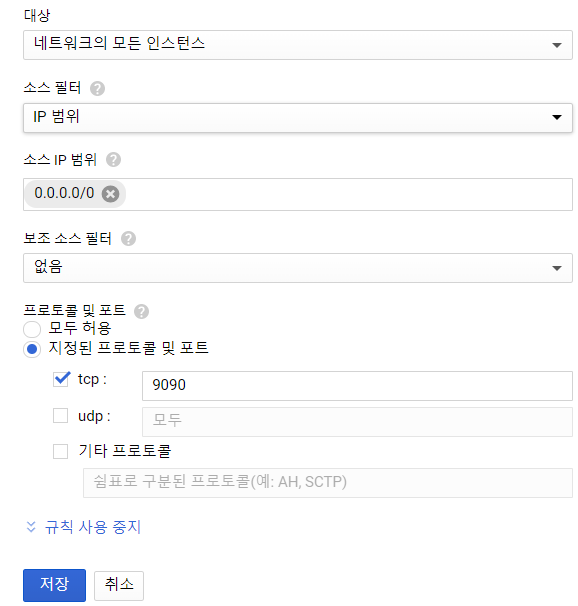 대상
네트워크의 모든 인스턴스
소스 필터
IP 범위
소스 IP 범위
0.0.0.0/0
보조 소스 필터
없음
프로토콜 및 포트
모두 허용
지정된 프로토콜 및 포트
tcp : 9090
udp : 모두
기타 프로토콜
쉼표로 구분된 프로토콜(예: AH, SCTP)
규칙 사용 중지
저장 취소